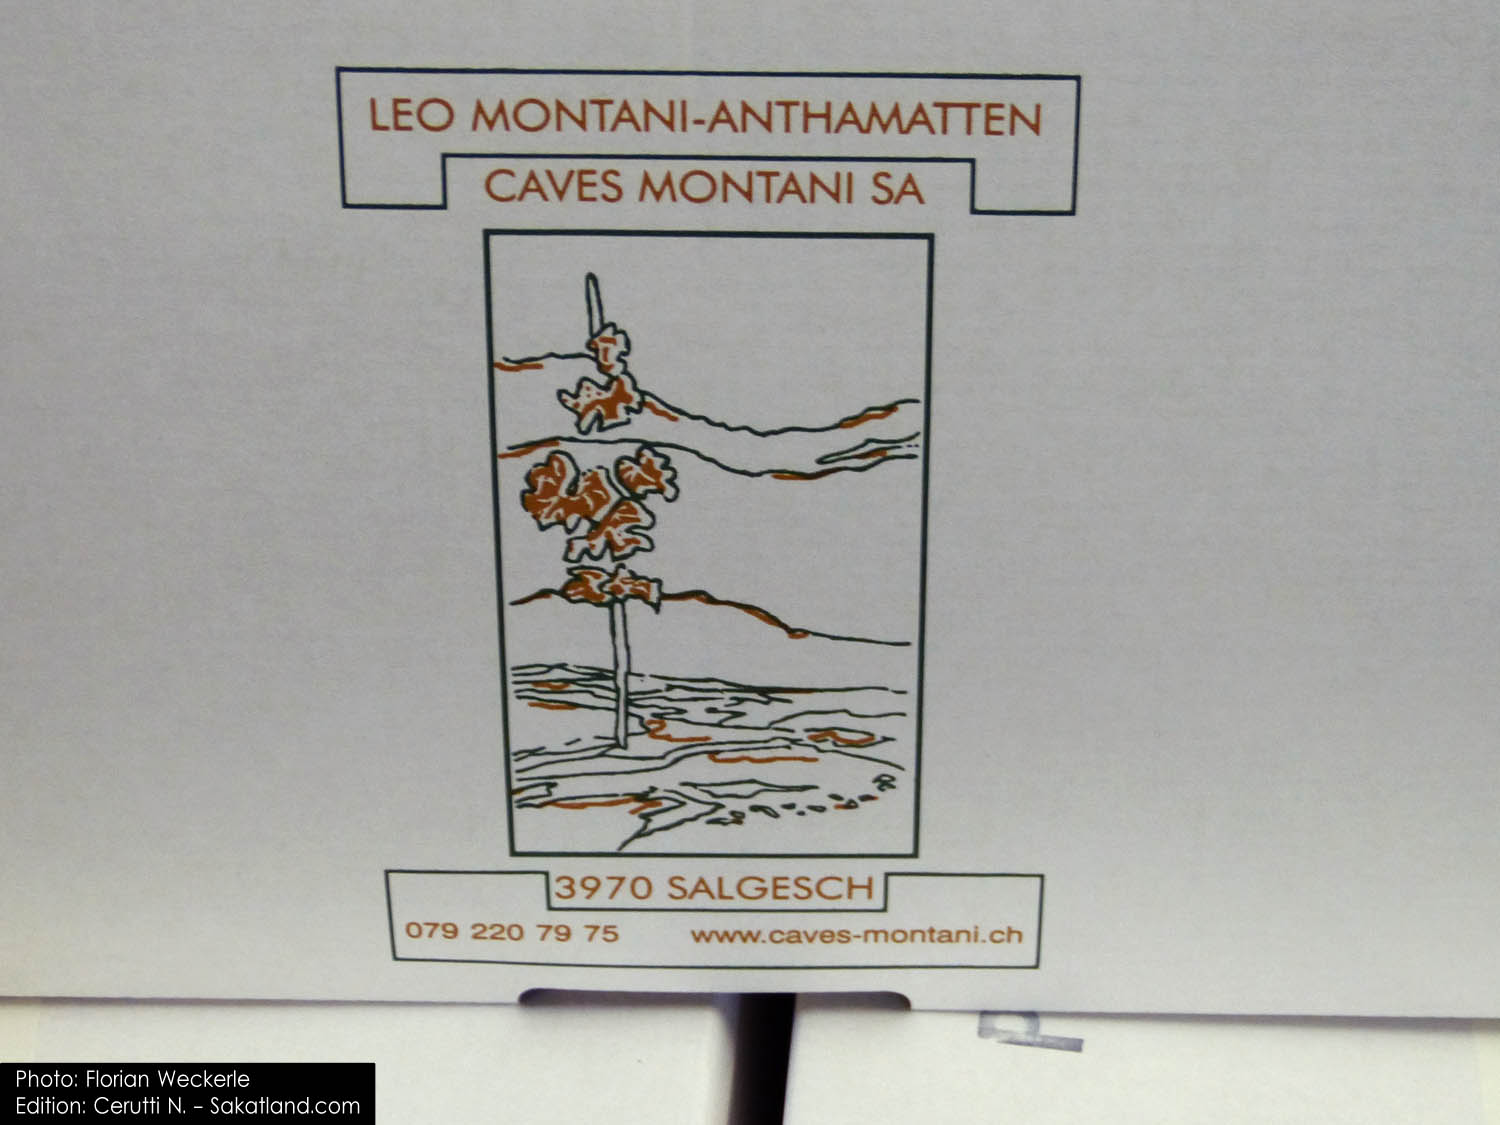 LEO MONTANI-ANTHAMATTEN
CAVES MONTANI SA
3970 SALGESCH
079 220 79 75 www.caves-montani.ch
Photo: Florian Weckerle
Edition: Cerutti N. – Sakatland.com